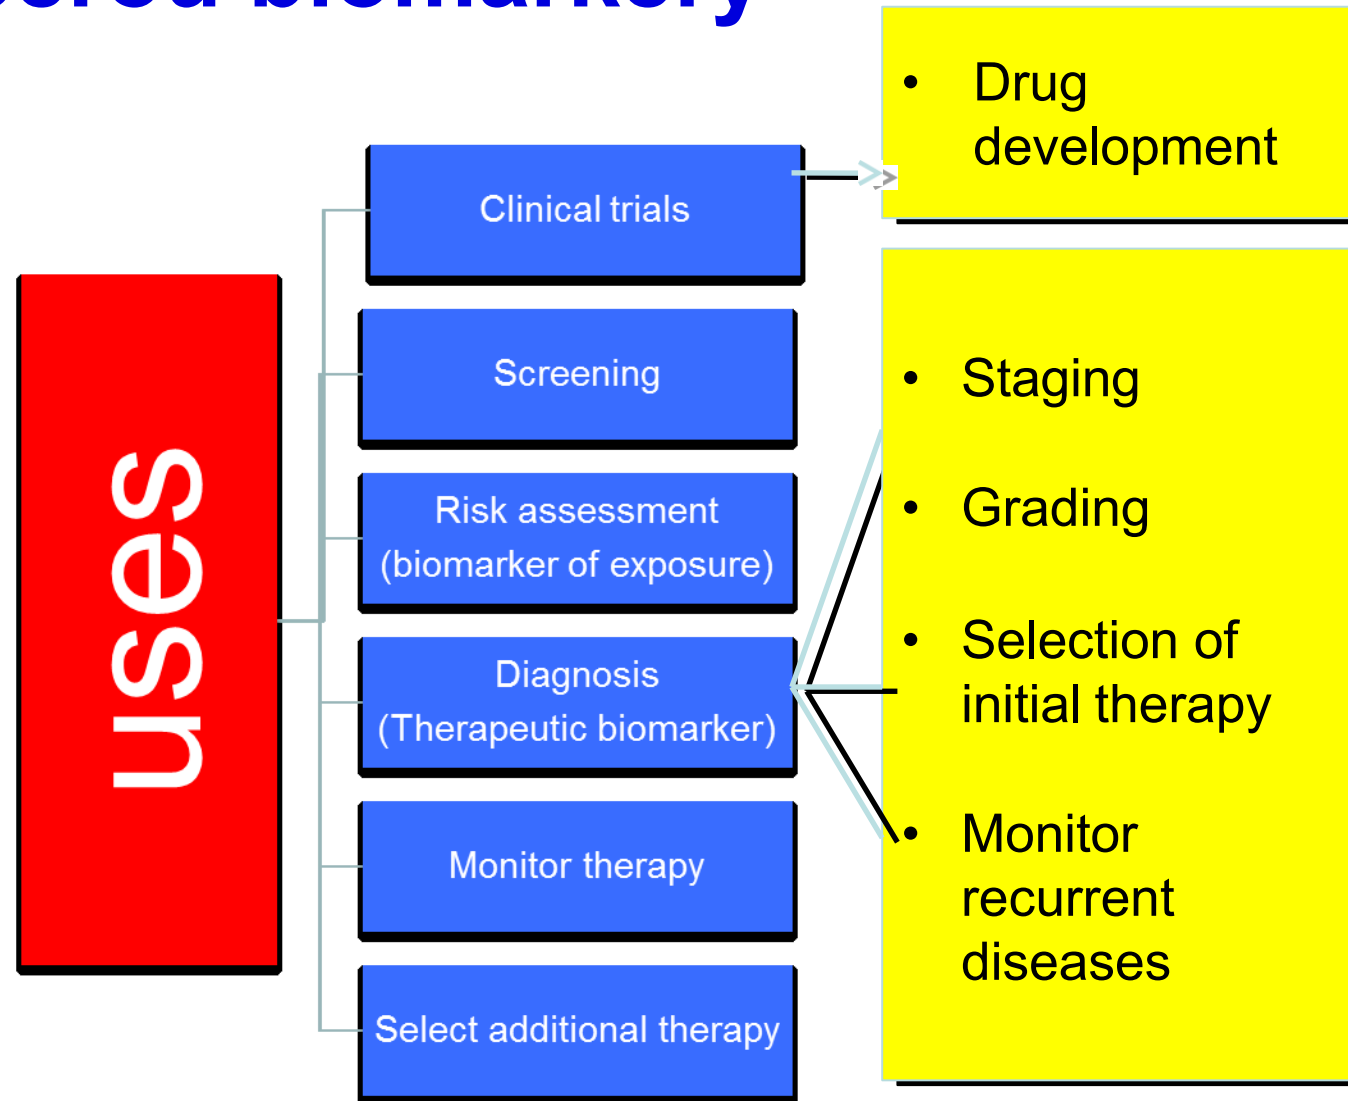 biomarkery
uses
Clinical trials
Screening
Risk assessment
(biomarker of exposure)
Diagnosis
(Therapeutic biomarker)
Monitor therapy
Select additional therapy
• Drug
development
• Staging
• Grading
• Selection of
initial therapy
• Monitor
recurrent
diseases